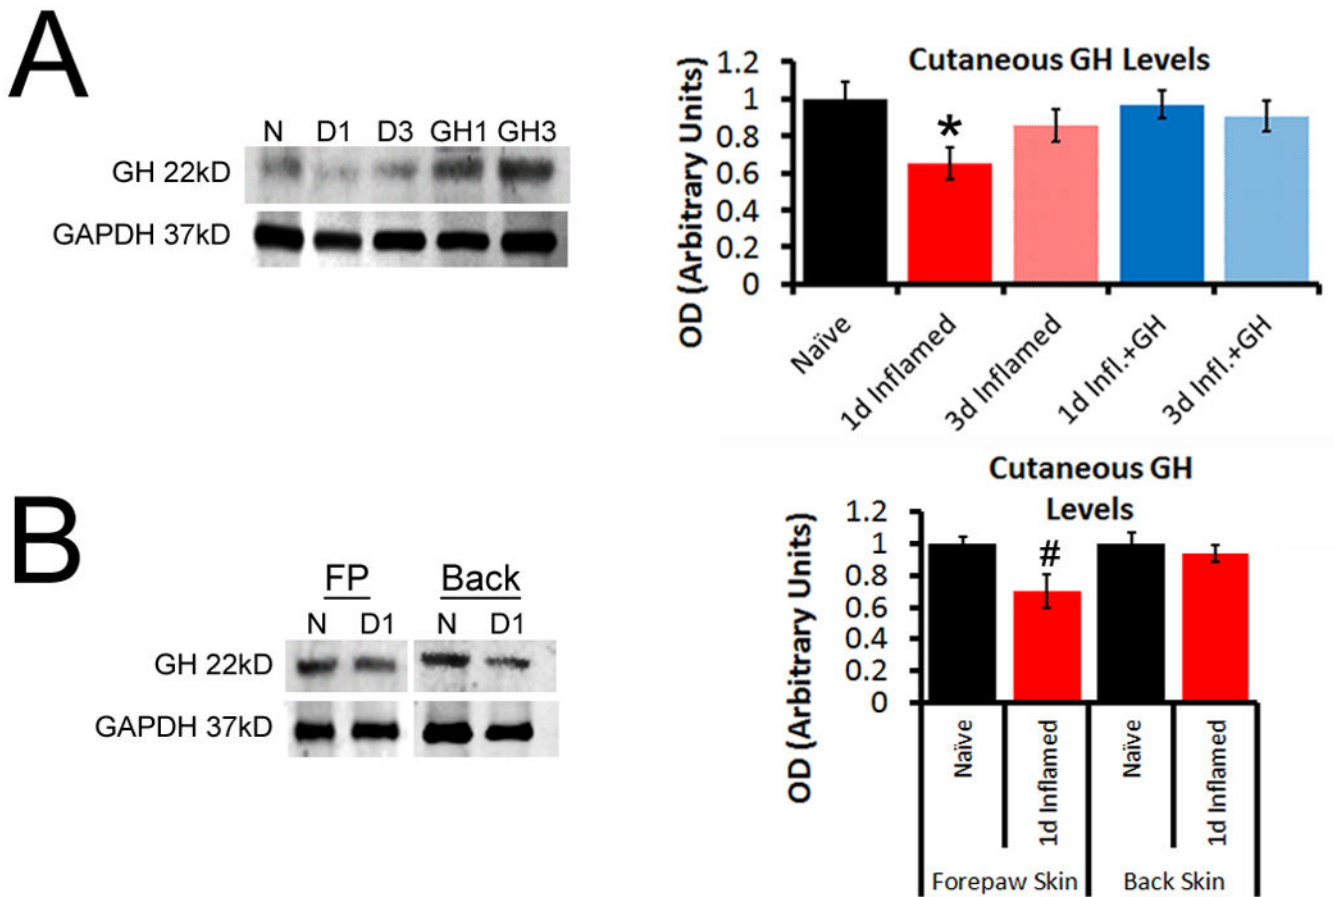 A
N D1 D3 GH1 GH3
GH 22kD
GAPDH 37kD
Cutaneous GH Levels
OD (Arbitrary Units)
1.2
1
0.8
0.6
0.4
0.2
0
*
Naïve
1d Inflamed
3d Inflamed
1d Infl.+GH
3d Infl.+GH
B
FP Back
N D1 N D1
GH 22kD
GAPDH 37kD
Cutaneous GH
Levels
OD (Arbitrary Units)
1.2
1
0.8
0.6
0.4
0.2
0
#
Naïve
1d Inflamed
Naïve
1d Inflamed
Forepaw Skin
Back Skin